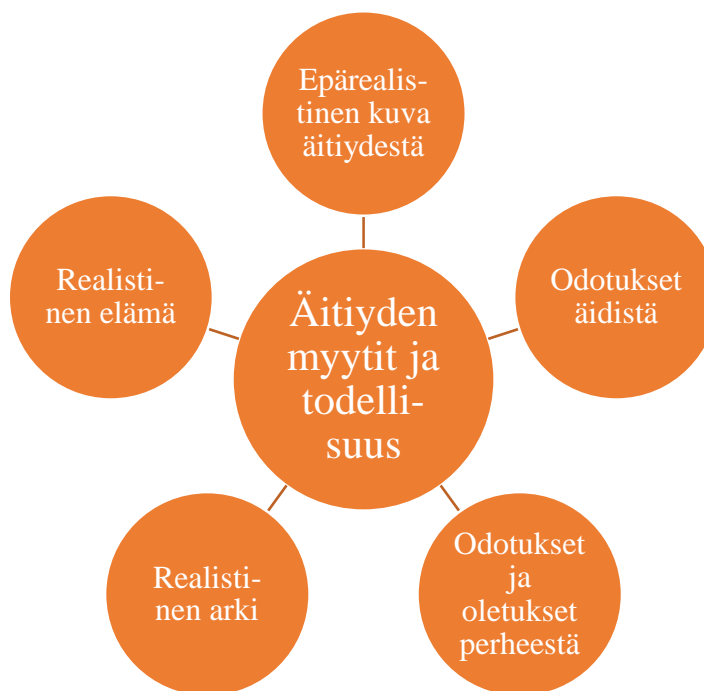 Epärealis-
tinen kuva
äitiydestä
Realisti-
nen elämä
Odotukset
äidistä
Äitiyden
myytit ja
todelli-
suus
Realisti-
nen arki
Odotukset
ja
oletukset
perheestä